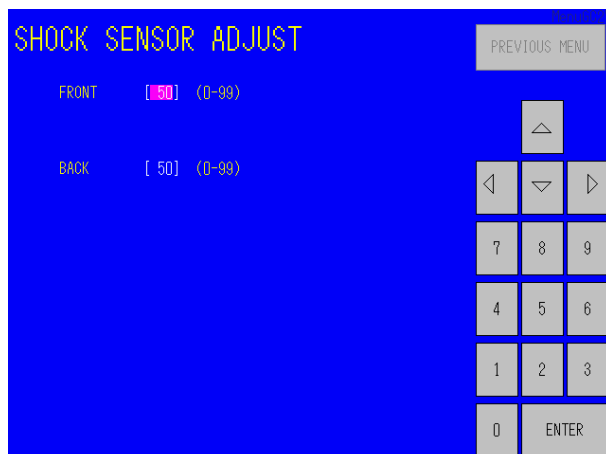 SHOCK SENSOR ADJUST
PREVIOUS MENU
FRONT [ 50] (0-99)
BACK [ 50] (0-99)
7 8 9
4 5 6
1 2 3
0 ENTER